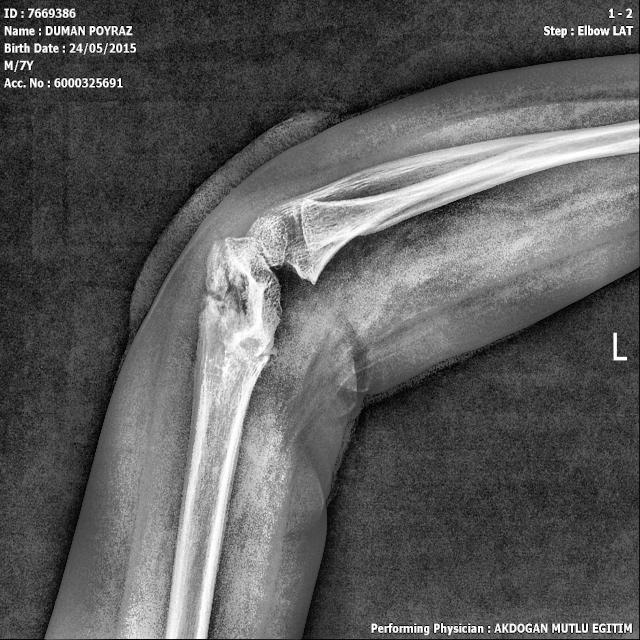 ID : 7669386
Name : DUMAN POYRAZ
Birth Date : 24/05/2015
M/7Y
Acc. No : 6000325691
1 - 2
Step : Elbow LAT
L
Performing Physician : AKDOGAN MUTLU EGITIM